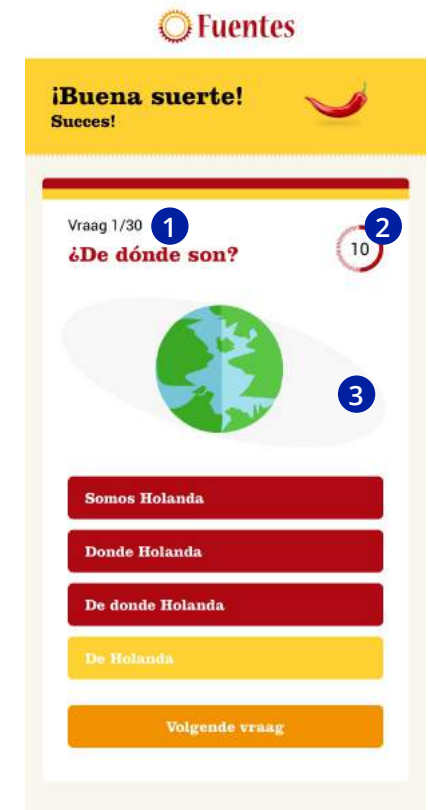 Fuentes
¡Buena suerte!
Succes!
Vraag 1/30
1
2
¿De dónde son?
10
3
Somos Holanda
Donde Holanda
De donde Holanda
De Holanda
Volgende vraag